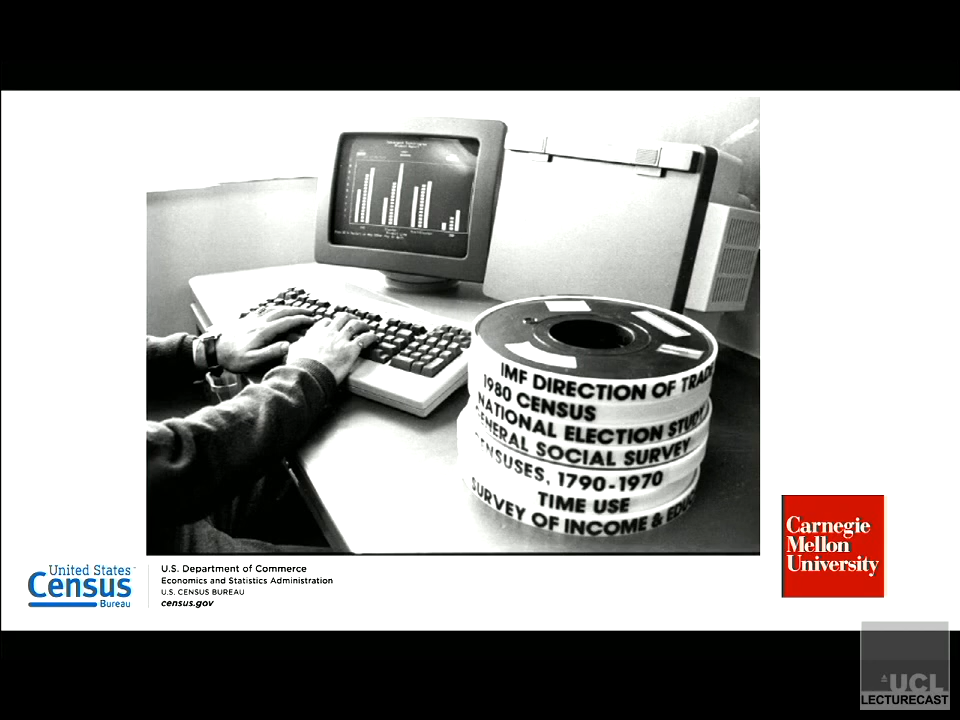 IMF DIRECTION OF TRAD
1980 CENSUS
NATIONAL ELECTION STUDY
GENERAL SOCIAL SURVEY
CENSUSES, 1790-1970
TIME USE
SURVEY OF INCOME & EDUC
United States
Census
Bureau
U.S. Department of Commerce
Economics and Statistics Administration
U.S. CENSUS BUREAU
census.gov
Carnegie
Mellon
University
UCL
LECTURECAST